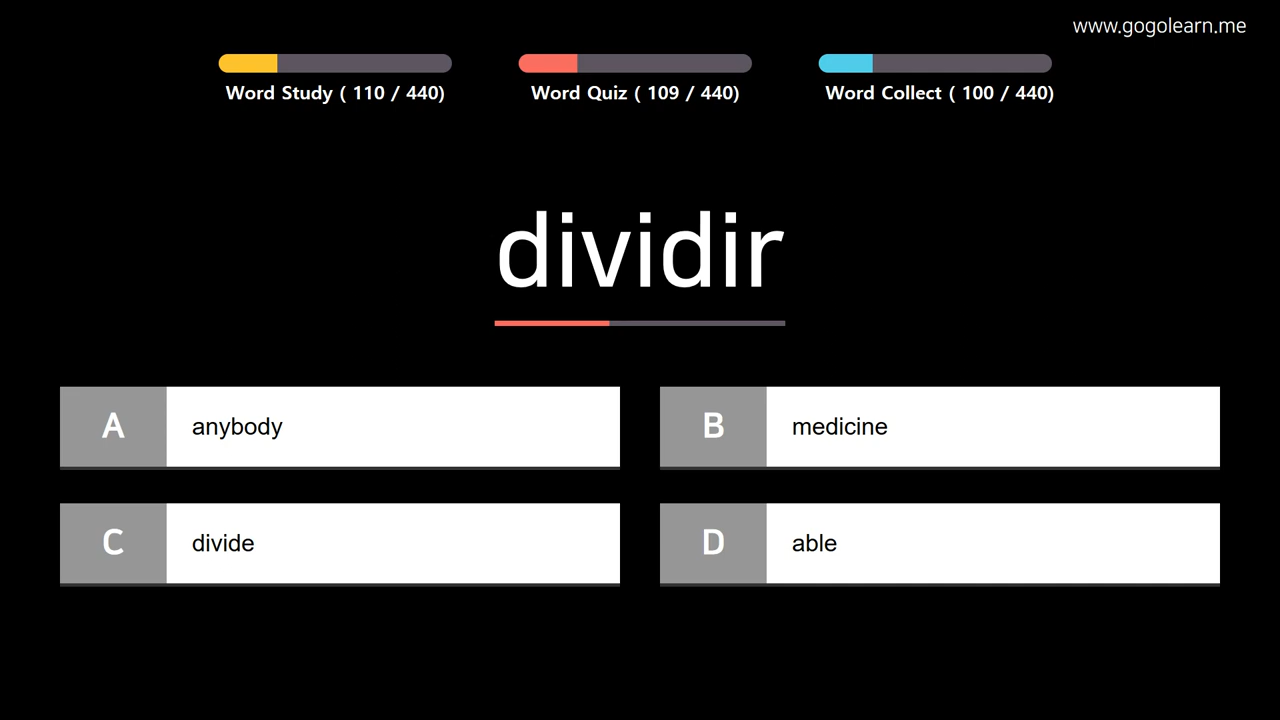 www.gogolearn.me
Word Study ( 110 / 440)
Word Quiz ( 109 / 440)
Word Collect ( 100 / 440)
dividir
A anybody
B medicine
C divide
D able